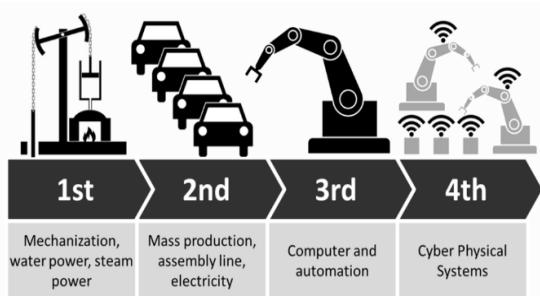 1st
2nd
3rd
4th
Mechanization,
water power, steam
power
Mass production,
assembly line,
electricity
Computer and
automation
Cyber Physical
Systems